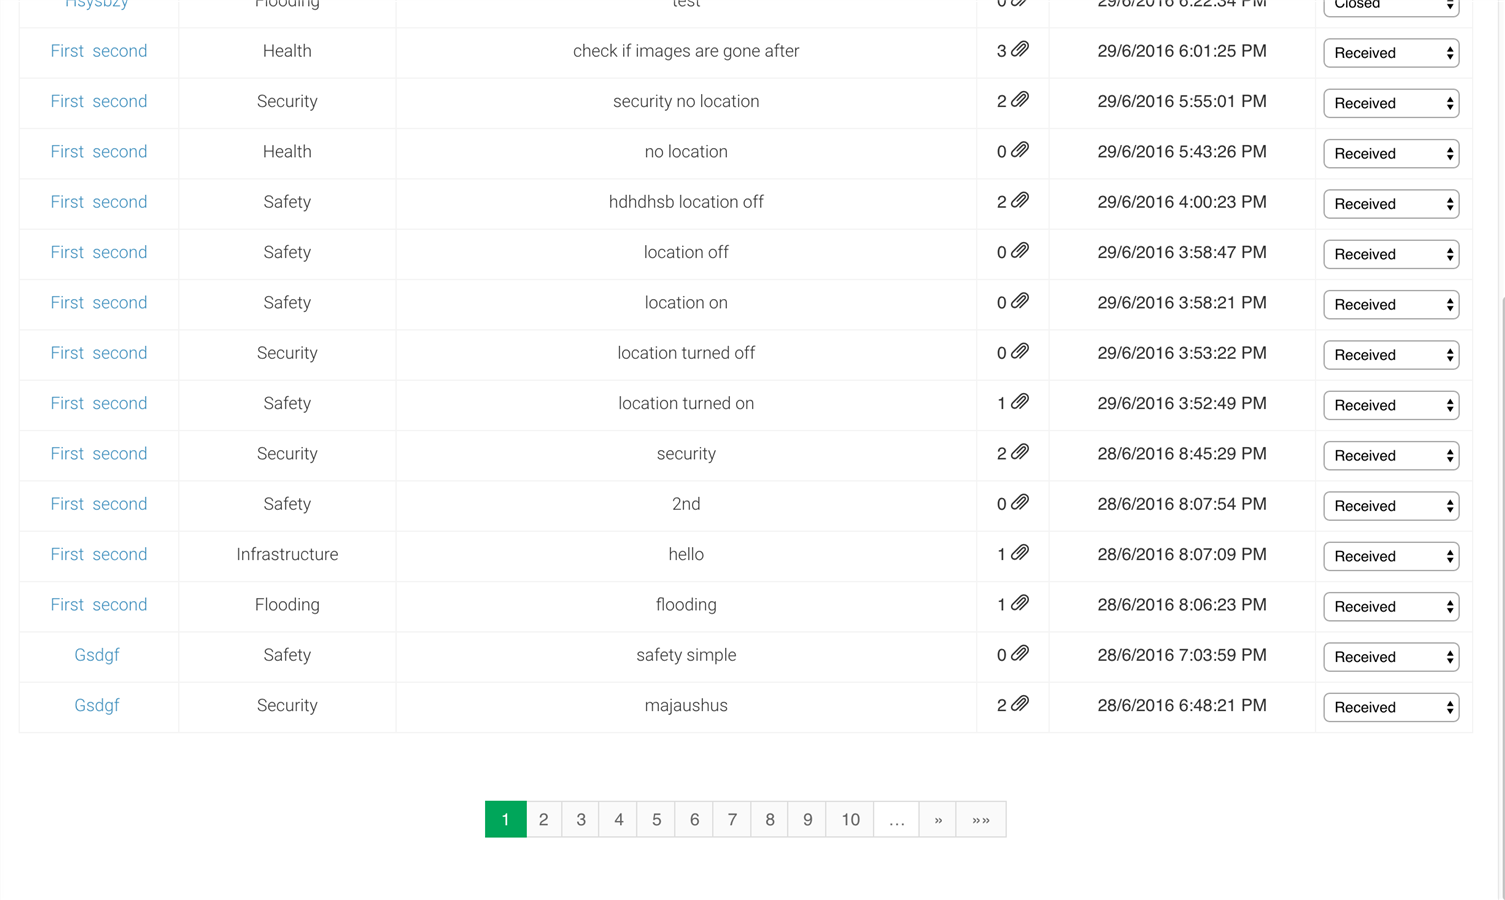 Hsysbzy Flooding test 0 29/6/2016 6:22:34 PM Closed
First second Health check if images are gone after 3 29/6/2016 6:01:25 PM Received
First second Security security no location 2 29/6/2016 5:55:01 PM Received
First second Health no location 0 29/6/2016 5:43:26 PM Received
First second Safety hdhdhsb location off 2 29/6/2016 4:00:23 PM Received
First second Safety location off 0 29/6/2016 3:58:47 PM Received
First second Safety location on 0 29/6/2016 3:58:21 PM Received
First second Security location turned off 0 29/6/2016 3:53:22 PM Received
First second Safety location turned on 1 29/6/2016 3:52:49 PM Received
First second Security security 2 28/6/2016 8:45:29 PM Received
First second Safety 2nd 0 28/6/2016 8:07:54 PM Received
First second Infrastructure hello 1 28/6/2016 8:07:09 PM Received
First second Flooding flooding 1 28/6/2016 8:06:23 PM Received
Gsdgf Safety safety simple 0 28/6/2016 7:03:59 PM Received
Gsdgf Security majaushus 2 28/6/2016 6:48:21 PM Received
1 2 3 4 5 6 7 8 9 10 ... » »»